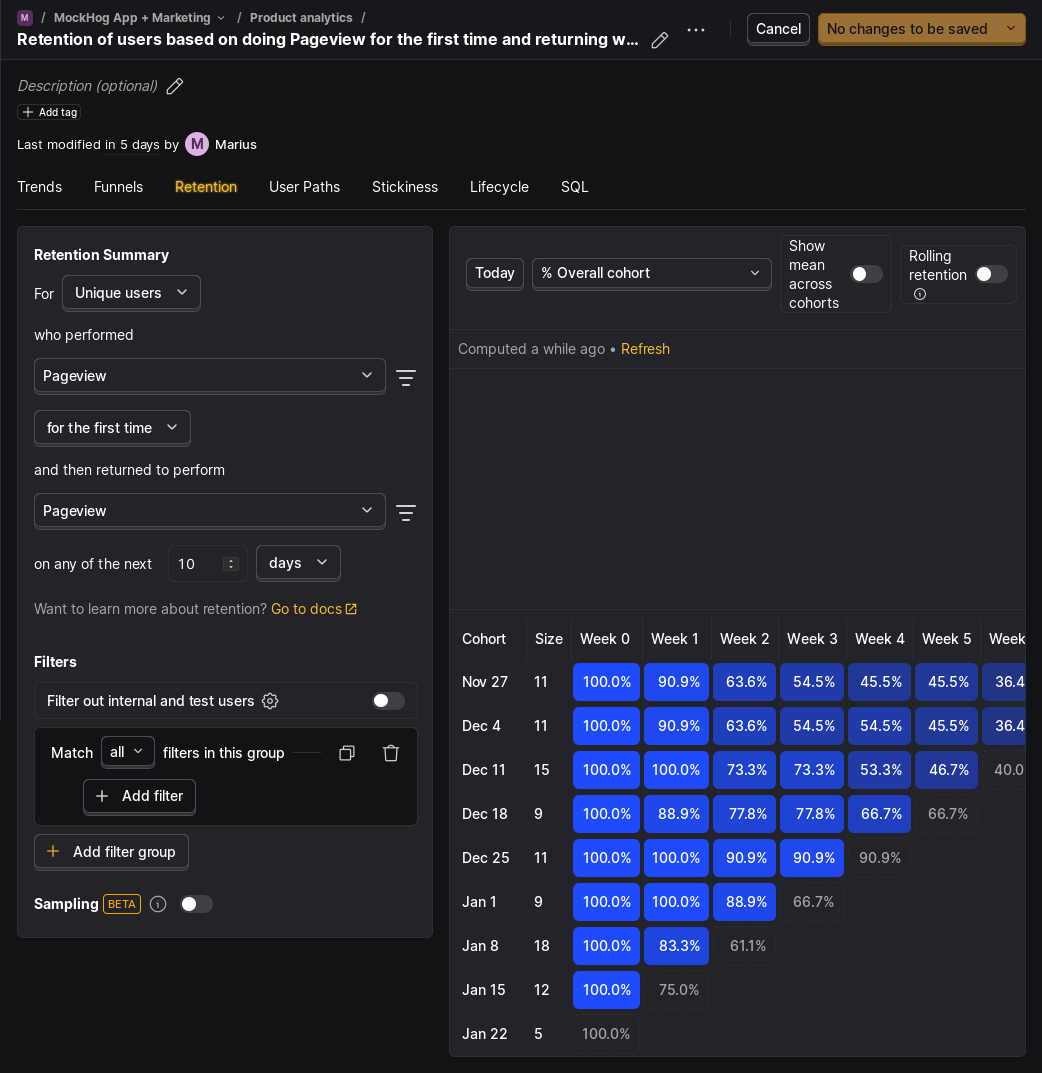 M / MockHog App + Marketing / Product analytics /
Retention of users based on doing Pageview for the first time and returning w...
Cancel
No changes to be saved
Description (optional)
Add tag
Last modified in 5 days by M Marius
Trends Funnels Retention User Paths Stickiness Lifecycle SQL
Retention Summary
For Unique users
who performed
Pageview
for the first time
and then returned to perform
Pageview
on any of the next 10 days
Want to learn more about retention? Go to docs
Filters
Filter out internal and test users
Match all filters in this group
Add filter
Add filter group
Sampling BETA
Today
% Overall cohort
Show
mean
across
cohorts
Rolling
retention
Computed a while ago • Refresh
Cohort Size Week 0 Week 1 Week 2 Week 3 Week 4 Week 5 Week
Nov 27 11 100.0% 90.9% 63.6% 54.5% 45.5% 45.5% 36.4
Dec 4 11 100.0% 90.9% 63.6% 54.5% 54.5% 45.5% 36.4
Dec 11 15 100.0% 100.0% 73.3% 73.3% 53.3% 46.7% 40.0
Dec 18 9 100.0% 88.9% 77.8% 77.8% 66.7% 66.7%
Dec 25 11 100.0% 100.0% 90.9% 90.9% 90.9%
Jan 1 9 100.0% 100.0% 88.9% 66.7%
Jan 8 18 100.0% 83.3% 61.1%
Jan 15 12 100.0% 75.0%
Jan 22 5 100.0%